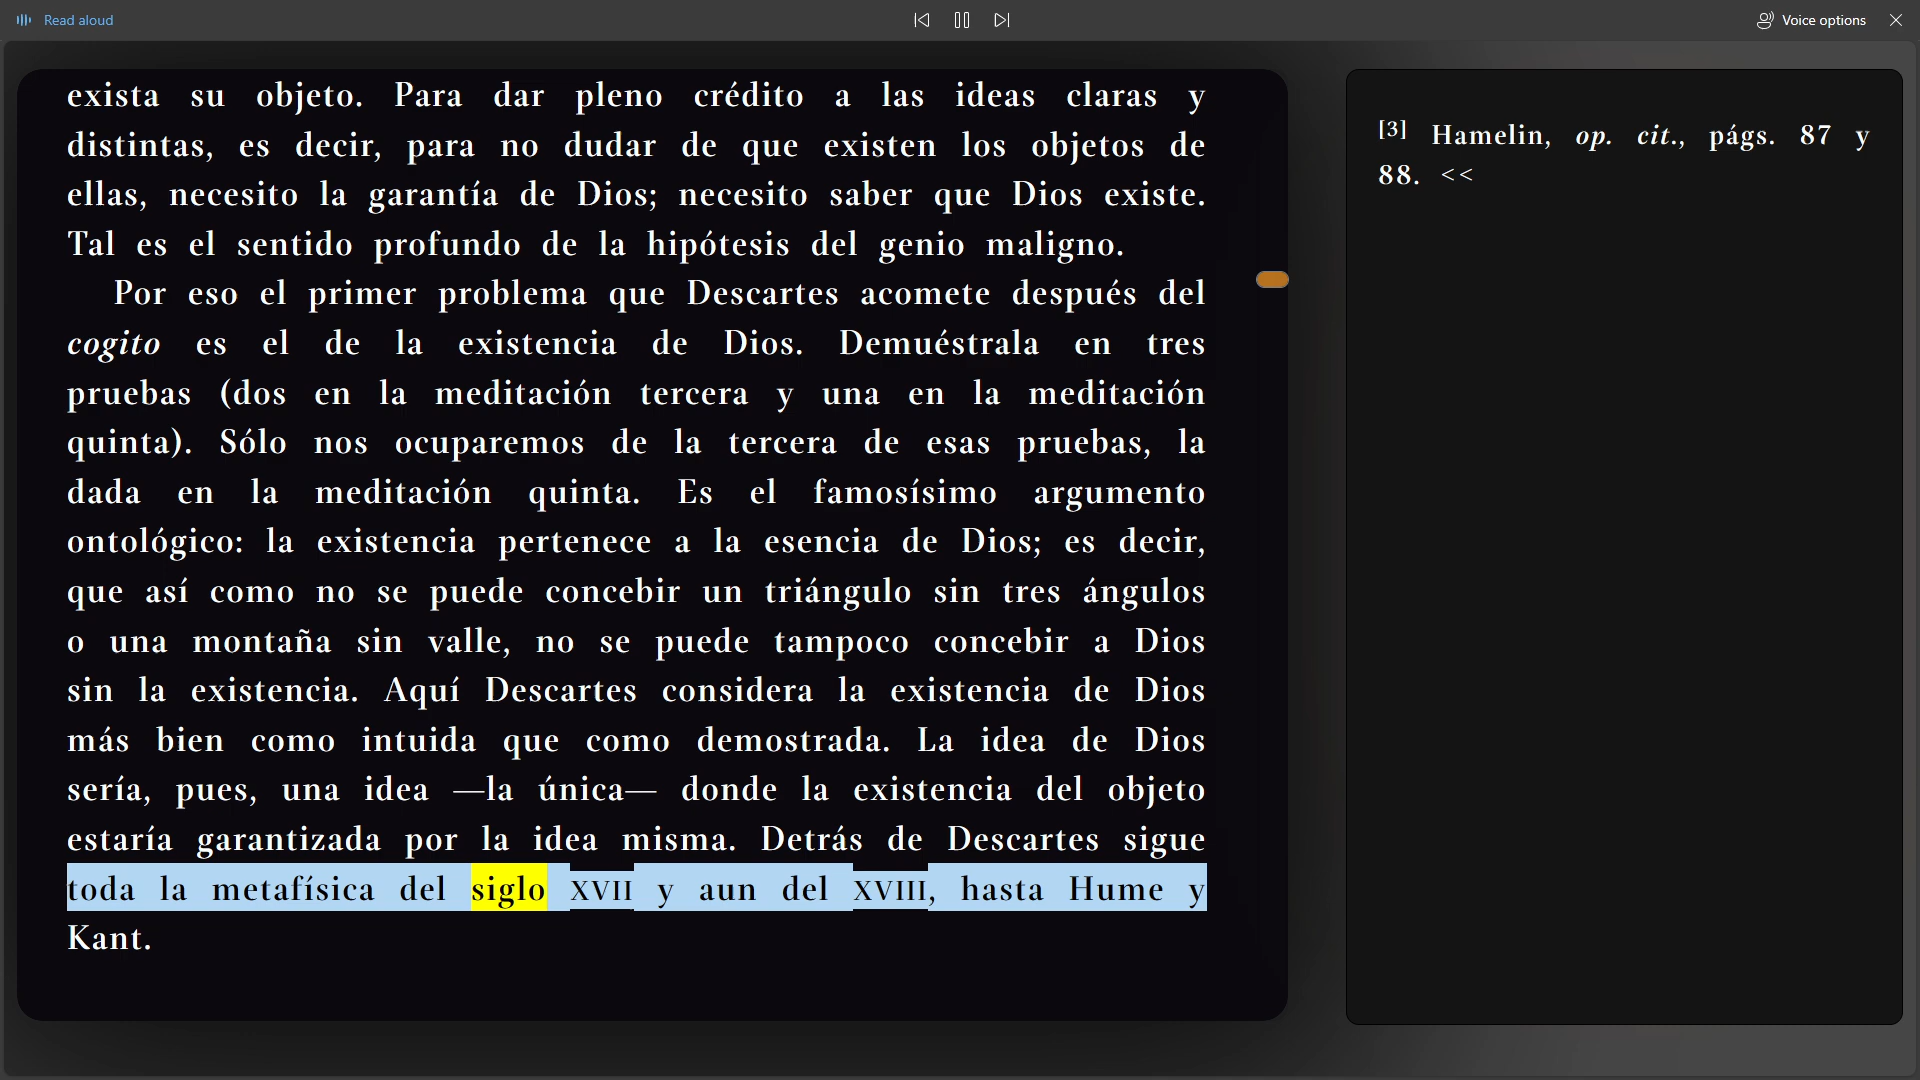 Read aloud
Voice options
exista su objeto. Para dar pleno crédito a las ideas claras y
distintas, es decir, para no dudar de que existen los objetos de
ellas, necesito la garantía de Dios; necesito saber que Dios existe.
Tal es el sentido profundo de la hipótesis del genio maligno.
Por eso el primer problema que Descartes acomete después del
cogito es el de la existencia de Dios. Demuéstrala en tres
pruebas (dos en la meditación tercera y una en la meditación
quinta). Sólo nos ocuparemos de la tercera de esas pruebas, la
dada en la meditación quinta. Es el famosísimo argumento
ontológico: la existencia pertenece a la esencia de Dios; es decir,
que así como no se puede concebir un triángulo sin tres ángulos
o una montaña sin valle, no se puede tampoco concebir a Dios
sin la existencia. Aquí Descartes considera la existencia de Dios
más bien como intuida que como demostrada. La idea de Dios
sería, pues, una idea —la única— donde la existencia del objeto
estaría garantizada por la idea misma. Detrás de Descartes sigue
toda la metafísica del siglo XVII y aun del XVIII, hasta Hume y
Kant.
[3] Hamelin, op. cit., págs. 87 y
88. <<